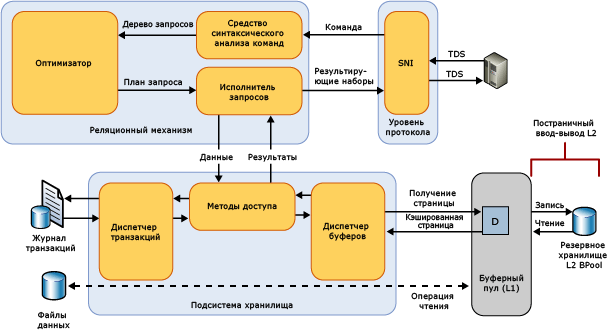 Дерево запросов
Средство
синтаксического
анализа команд
Команда
Оптимизатор
SNI
TDS
TDS
План запроса
Исполнитель
запросов
Результирую-
ющие наборы
Реляционный механизм
Уровень
протокола
Данные
Результаты
Постраничный
ввод-вывод L2
Журнал
транзакций
Диспетчер
транзакций
Методы доступа
Диспетчер
буферов
Получение
страницы
Кэшированная
страница
D
Запись
Чтение
Резервное
хранилище
L2 BPool
Буферный
пул (L1)
Файлы
данных
Подсистема хранилища
Операция
чтения